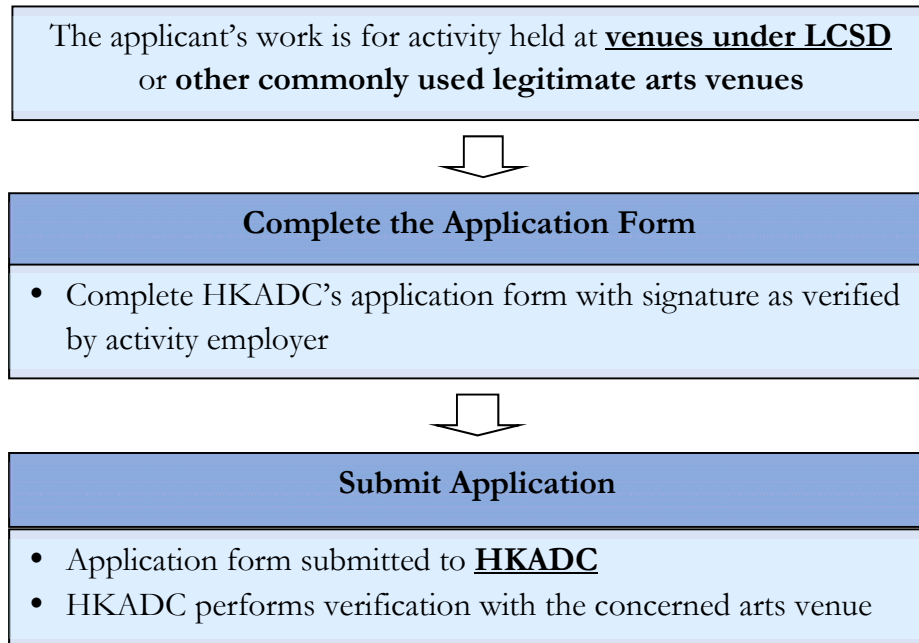 The applicant’s work is for activity held at venues under LCSD
or other commonly used legitimate arts venues
Complete the Application Form
• Complete HKADC’s application form with signature as verified
by activity employer
Submit Application
• Application form submitted to HKADC
• HKADC performs verification with the concerned arts venue